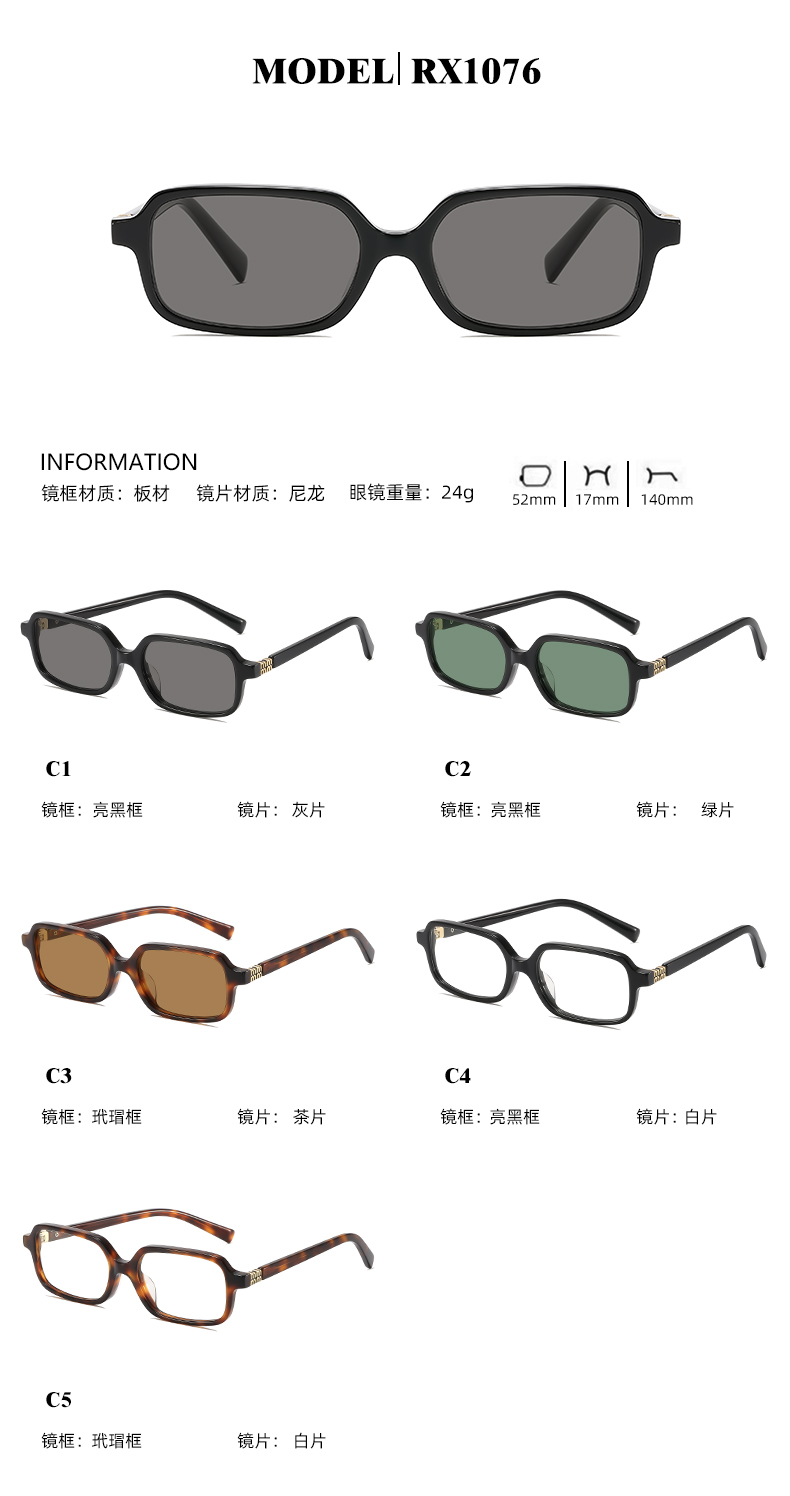 MODEL RX1076
INFORMATION
镜框材质：板材 镜片材质：尼龙 眼镜重量：24g
52mm 17mm 140mm
C1
镜框：亮黑框 镜片： 灰片
C2
镜框：亮黑框 镜片： 绿片
C3
镜框：玳瑁框 镜片： 茶片
C4
镜框：亮黑框 镜片：白片
C5
镜框：玳瑁框 镜片： 白片